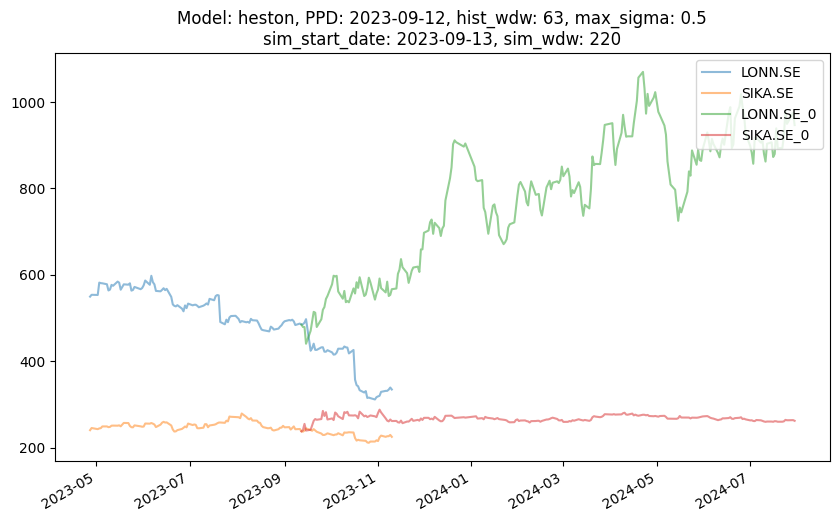 Model: heston, PPD: 2023-09-12, hist_wdw: 63, max_sigma: 0.5
sim_start_date: 2023-09-13, sim_wdw: 220
LONN.SE
SIKA.SE
LONN.SE_0
SIKA.SE_0
1000
800
600
400
200
2023-05
2023-07
2023-09
2023-11
2024-01
2024-03
2024-05
2024-07